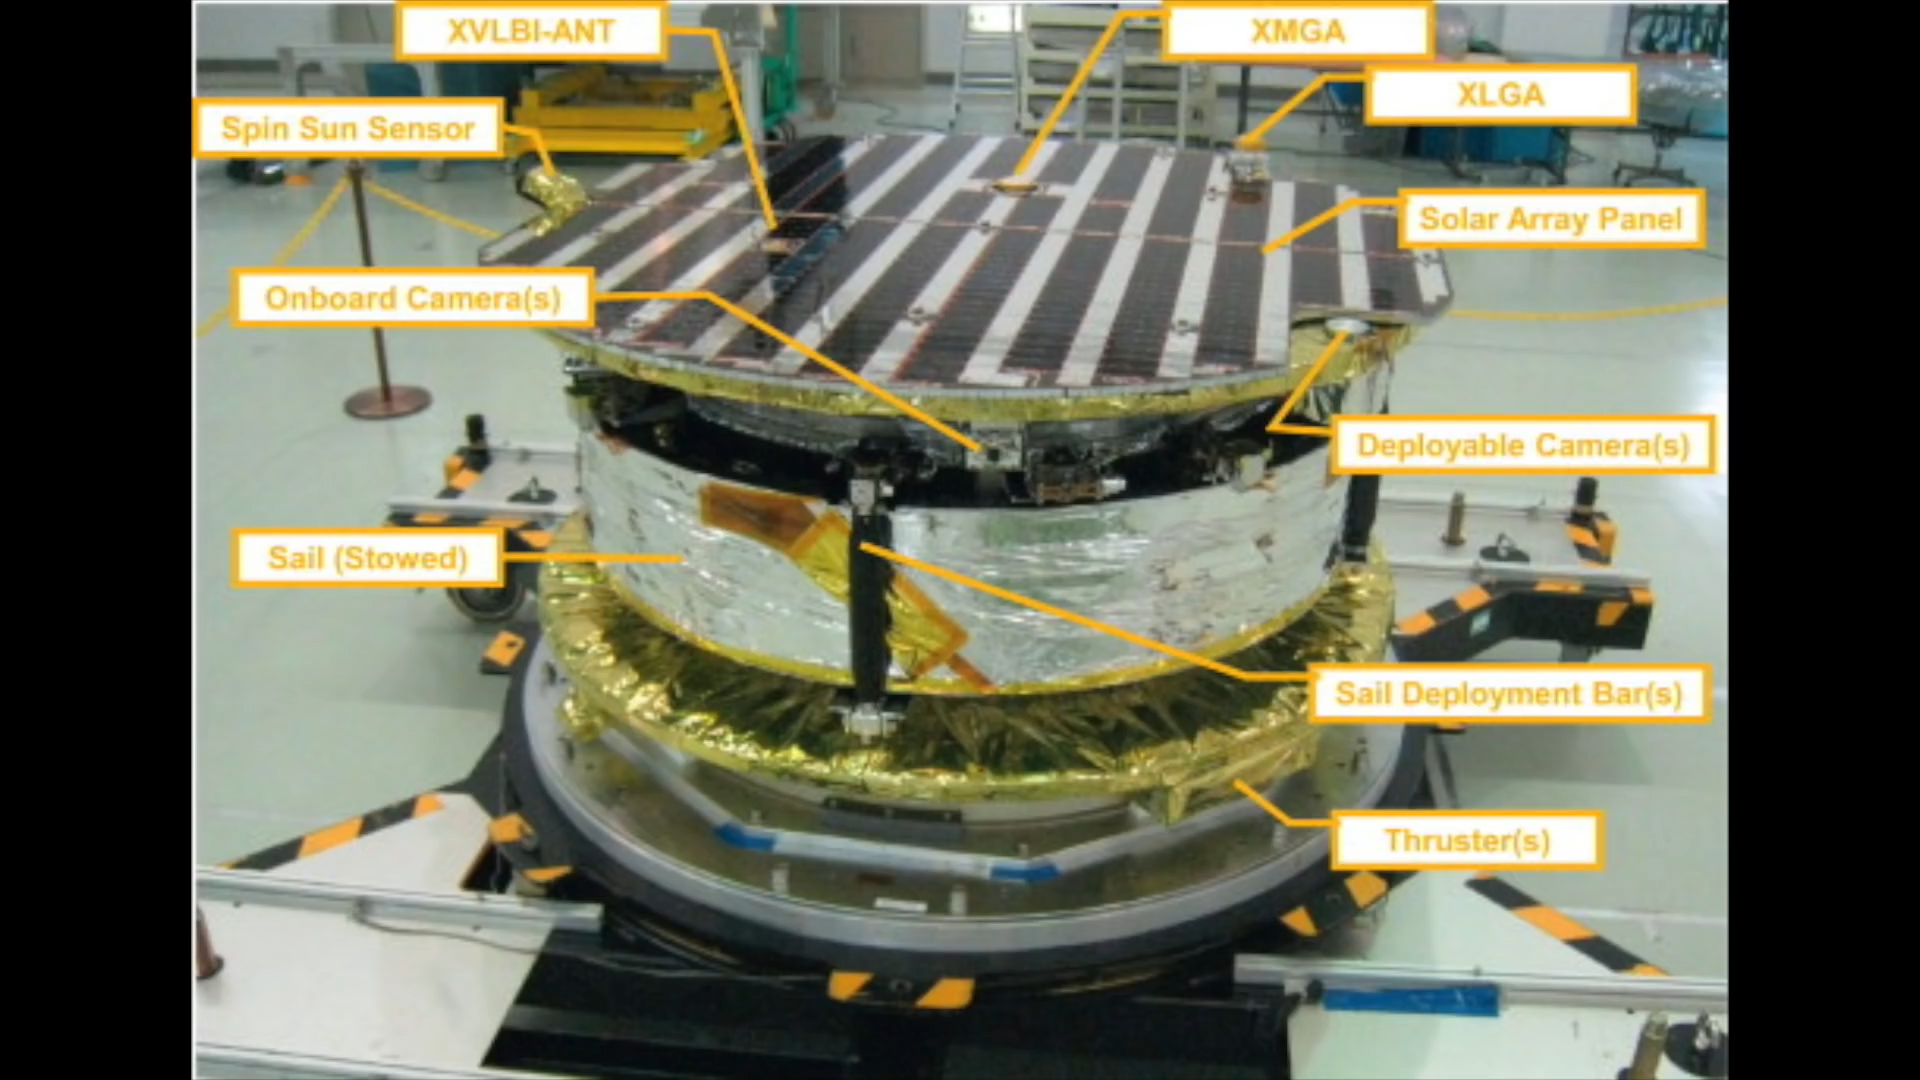 XVLBI-ANT
XMGA
XLGA
Spin Sun Sensor
Solar Array Panel
Onboard Camera(s)
Deployable Camera(s)
Sail (Stowed)
Sail Deployment Bar(s)
Thruster(s)